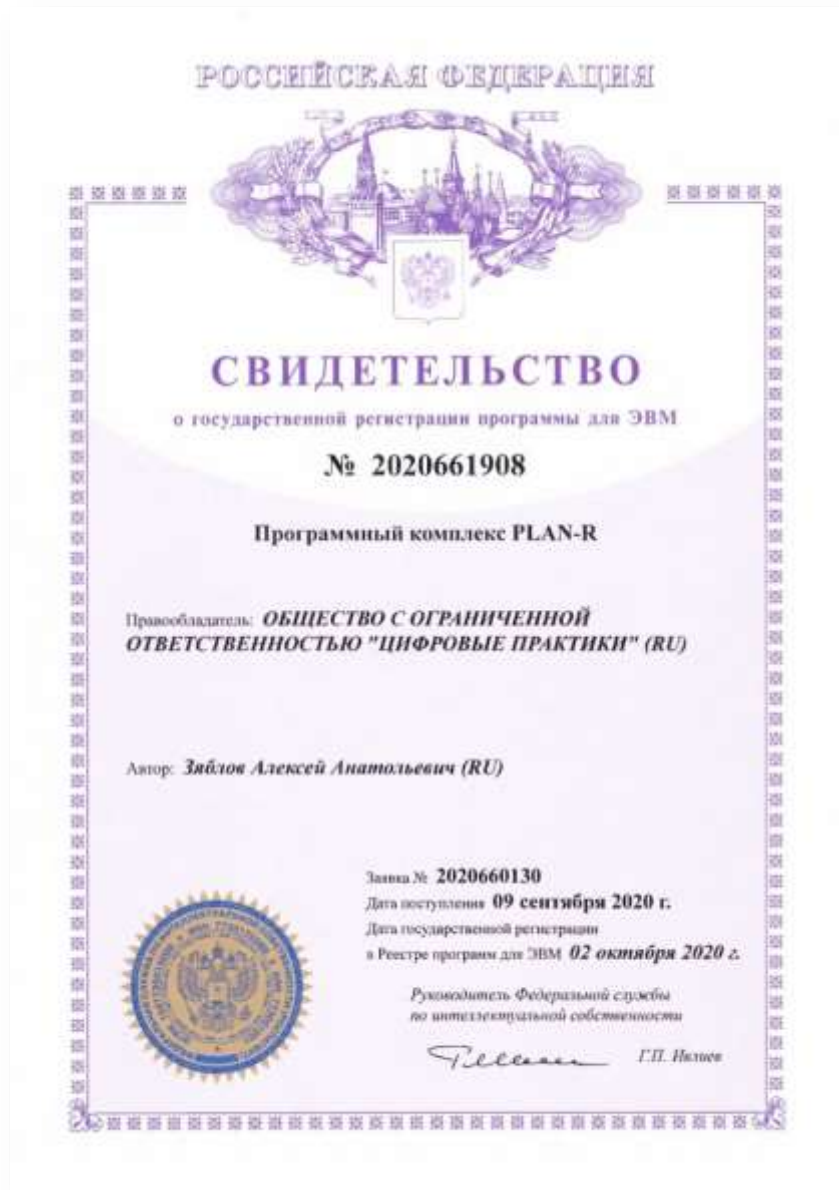 РОССИЙСКАЯ ФЕДЕРАЦИЯ
СВИДЕТЕЛЬСТВО
о государственной регистрации программы для ЭВМ
№ 2020661908
Программный комплекс PLAN-R
Правообладатель: ОБЩЕСТВО С ОГРАНИЧЕННОЙ
ОТВЕТСТВЕННОСТЬЮ "ЦИФРОВЫЕ ПРАКТИКИ" (RU)
Автор: Зяблов Алексей Анатольевич (RU)
Заявка № 2020660130
Дата поступления 09 сентября 2020 г.
Дата государственной регистрации
в Реестре программ для ЭВМ 02 октября 2020 г.
Руководитель Федеральной службы
по интеллектуальной собственности
Г.П. Ивлиев